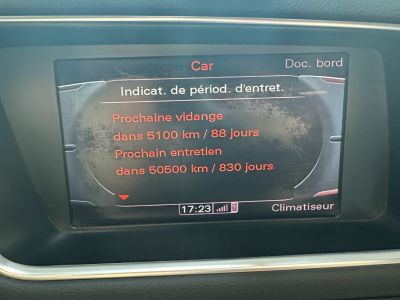 Car
Doc. bord
Indicat. de périod. d'entret.
Prochaine vidange
dans 5100 km / 88 jours
Prochain entretien
dans 50500 km / 830 jours
17:23
Climatiseur